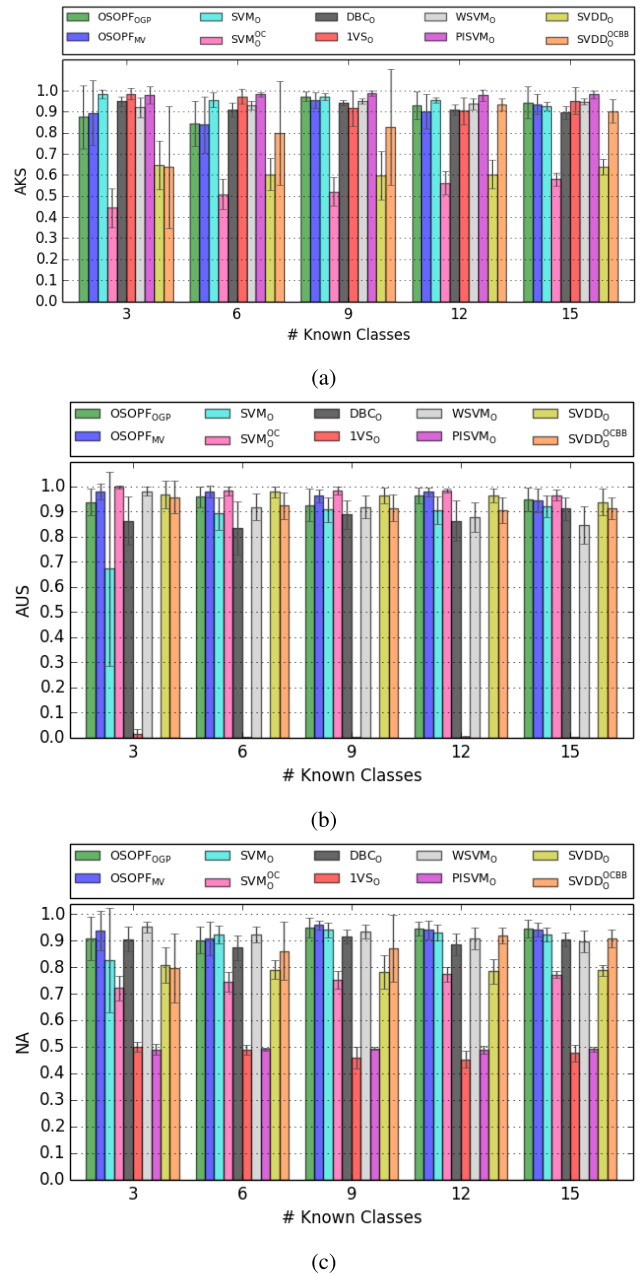 OSOPF_OGP SVM_O DBC_O WSVM_O SVDD_O
OSOPF_MV SVM_O^OC 1VS_O PISVM_O SVDD_O^OCBB
1.0
0.9
0.8
0.7
0.6
0.5
0.4
0.3
0.2
0.1
0.0
AKS
3 6 9 12 15
# Known Classes
(a)
OSOPF_OGP SVM_O DBC_O WSVM_O SVDD_O
OSOPF_MV SVM_O^OC 1VS_O PISVM_O SVDD_O^OCBB
1.0
0.9
0.8
0.7
0.6
0.5
0.4
0.3
0.2
0.1
0.0
AUS
3 6 9 12 15
# Known Classes
(b)
OSOPF_OGP SVM_O DBC_O WSVM_O SVDD_O
OSOPF_MV SVM_O^OC 1VS_O PISVM_O SVDD_O^OCBB
1.0
0.9
0.8
0.7
0.6
0.5
0.4
0.3
0.2
0.1
0.0
NA
3 6 9 12 15
# Known Classes
(c)